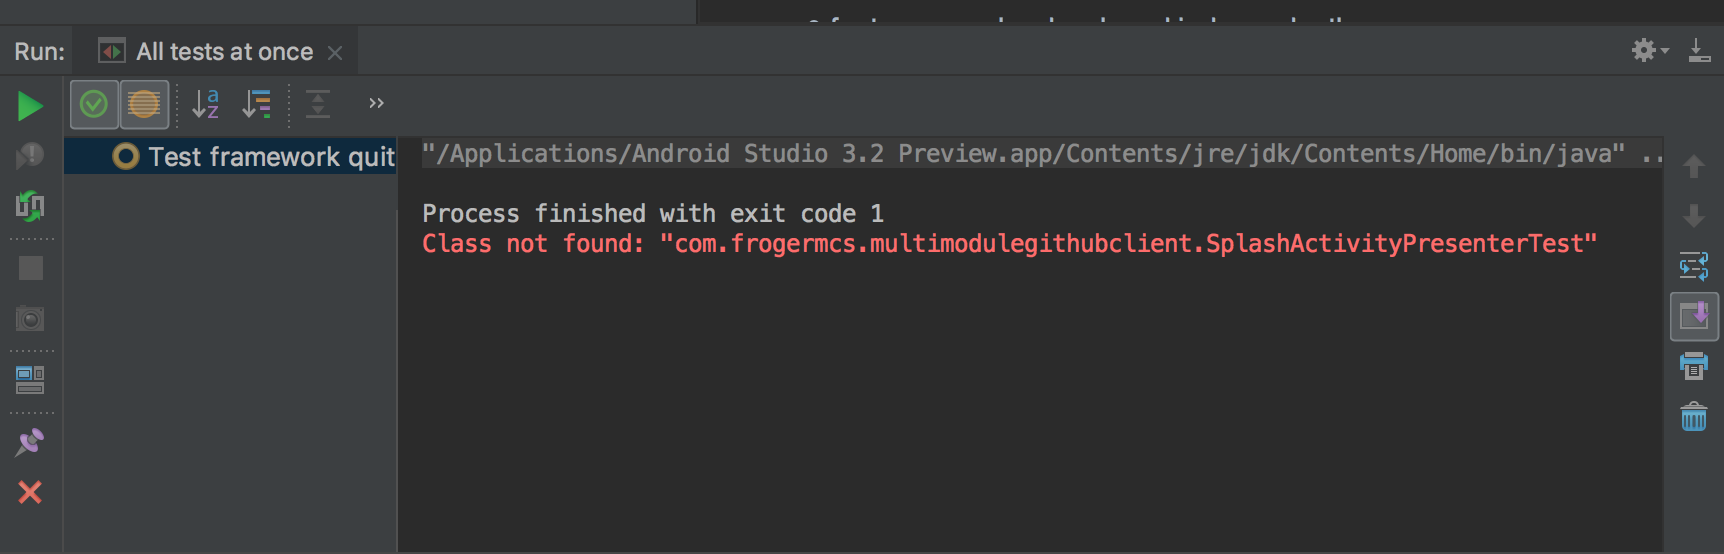 Run: All tests at once
Test framework quit
"/Applications/Android Studio 3.2 Preview.app/Contents/jre/jdk/Contents/Home/bin/java" ..
Process finished with exit code 1
Class not found: "com.frogermcs.multimodulegithubclient.SplashActivityPresenterTest"